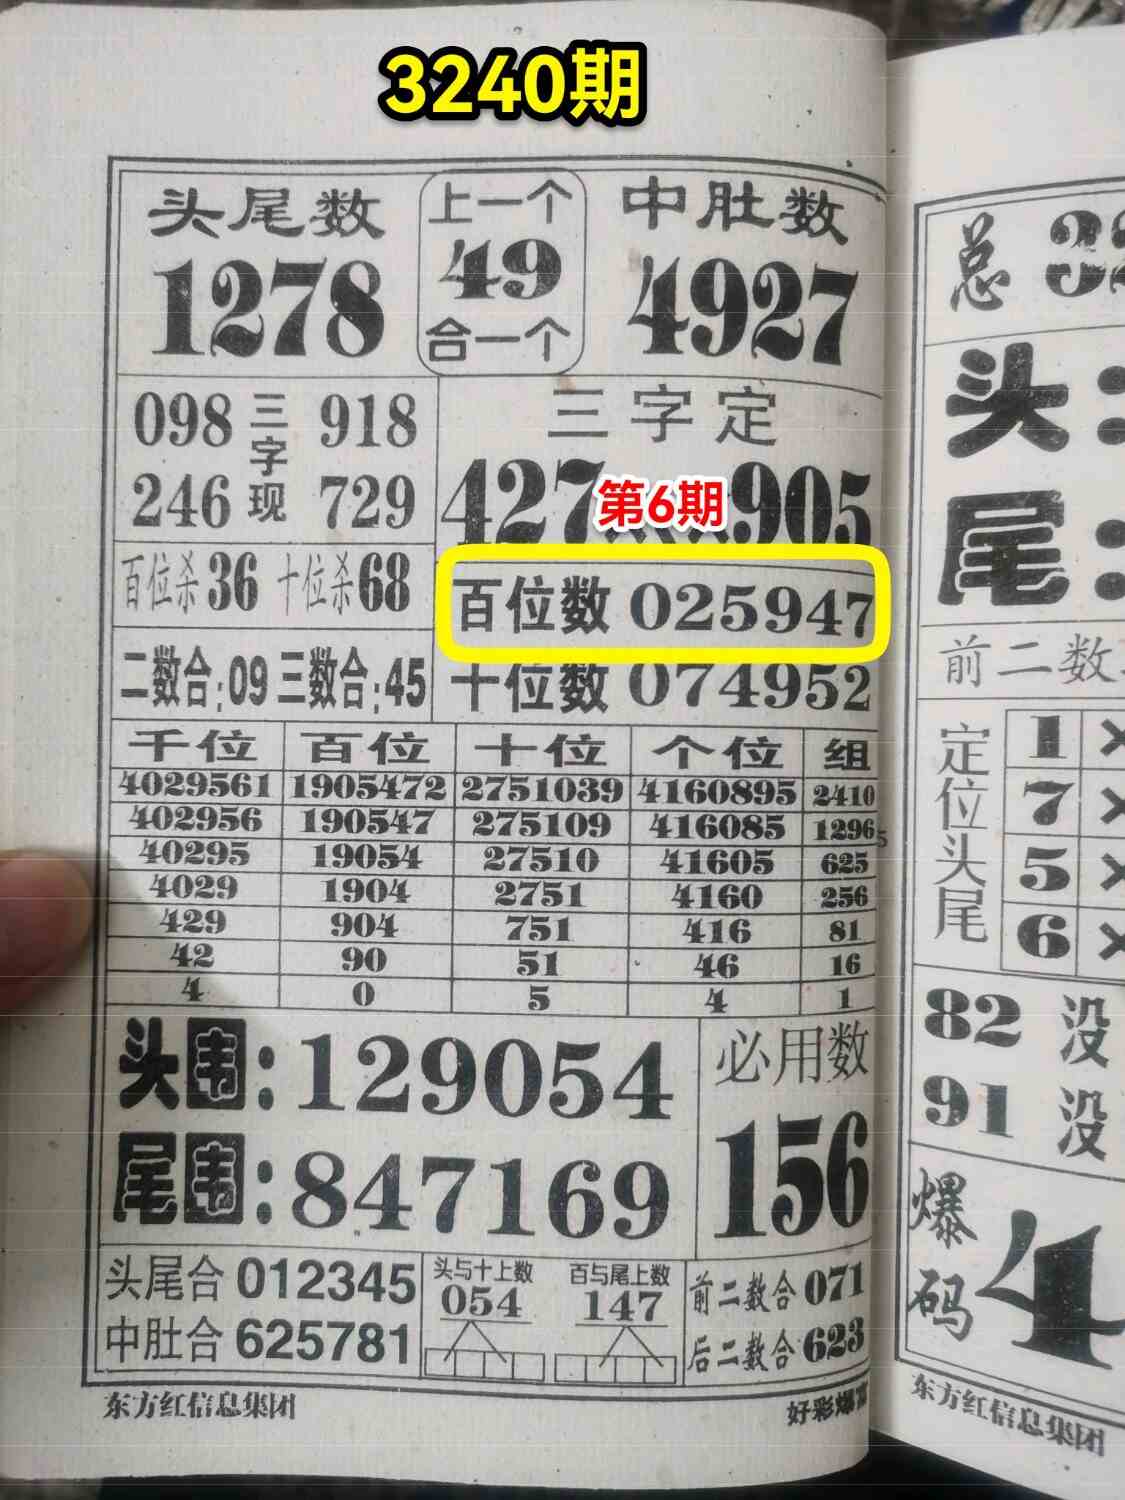 3240期
头尾数
1278
上一个
49
合一个
中肚数
4927
098 三字现 918
246 729
三字定
427
905
第6期
百位杀36 十位杀68
百位数 025947
二数合:09 三数合:45
十位数 074952
千位 百位 十位 个位 组
4029561 1905472 2751039 4160895 2410
402956 190547 275109 416085 1296
40295 19054 27510 41605 625
4029 1904 2751 4160 256
429 904 751 416 81
42 90 51 46 16
4 0 5 4 1
头围:129054
尾围:847169
必用数
156
头尾合 012345
中肚合 625781
头与十上数
054
百与尾上数
147
前二数合 071
后二数合 623
东方红信息集团
好彩爆
总
头:
尾:
前二数
定位头尾
1 ×
7 ×
5 ×
6 ×
82 没
91 没
爆码 4
东方红信息集团